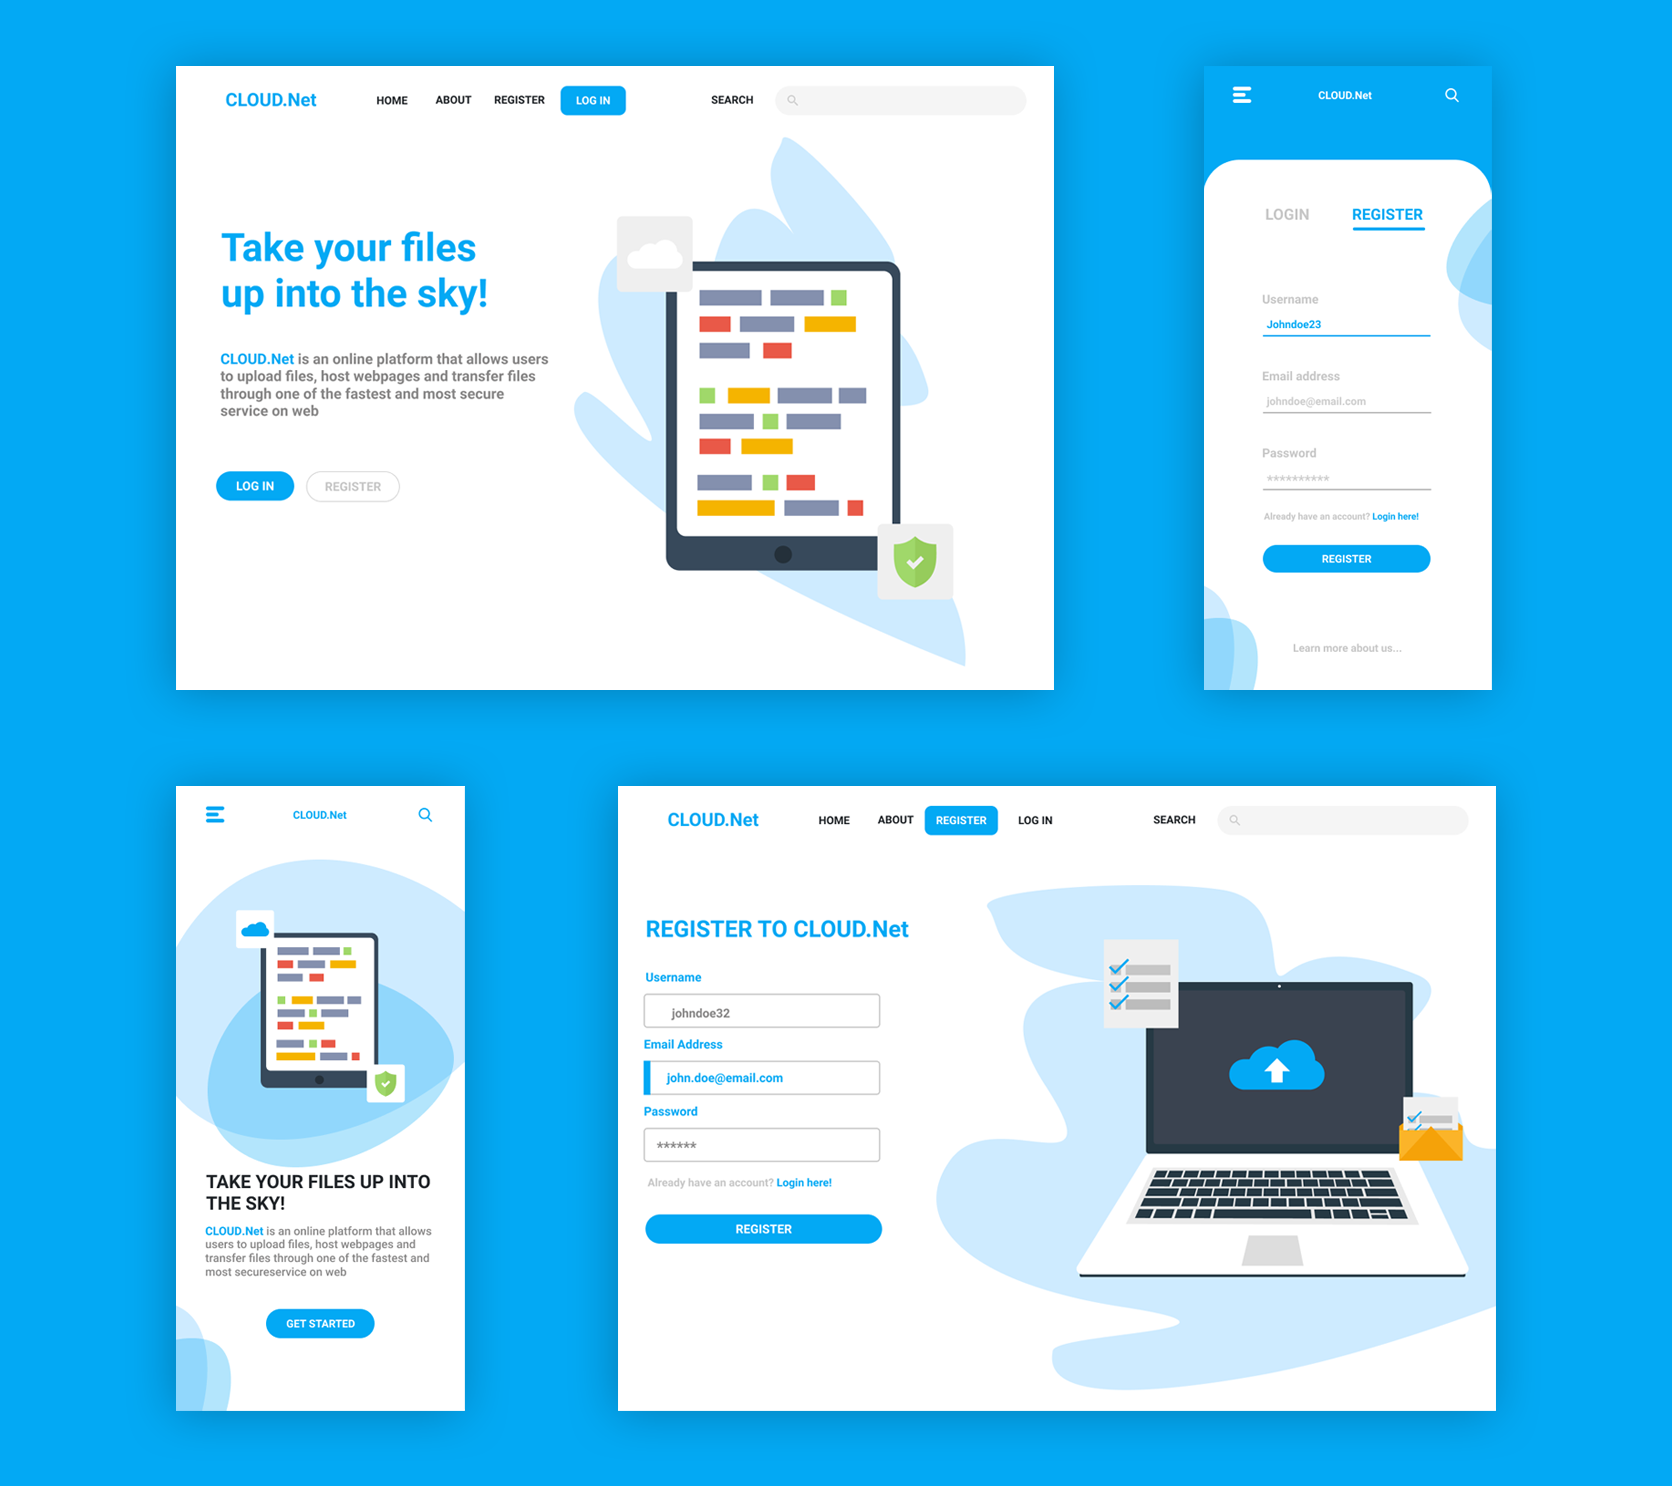 CLOUD.Net
HOME ABOUT REGISTER LOG IN SEARCH
Take your files
up into the sky!
CLOUD.Net is an online platform that allows users
to upload files, host webpages and transfer files
through one of the fastest and most secure
service on web
LOG IN REGISTER
CLOUD.Net
LOGIN REGISTER
Username
Johndoe23
Email address
johndoe@email.com
Password
**********
Already have an account? Login here!
REGISTER
Learn more about us...
CLOUD.Net
TAKE YOUR FILES UP INTO
THE SKY!
CLOUD.Net is an online platform that allows
users to upload files, host webpages and
transfer files through one of the fastest and
most secureservice on web
GET STARTED
CLOUD.Net
HOME ABOUT REGISTER LOG IN SEARCH
REGISTER TO CLOUD.Net
Username
johndoe32
Email Address
john.doe@email.com
Password
******
Already have an account? Login here!
REGISTER